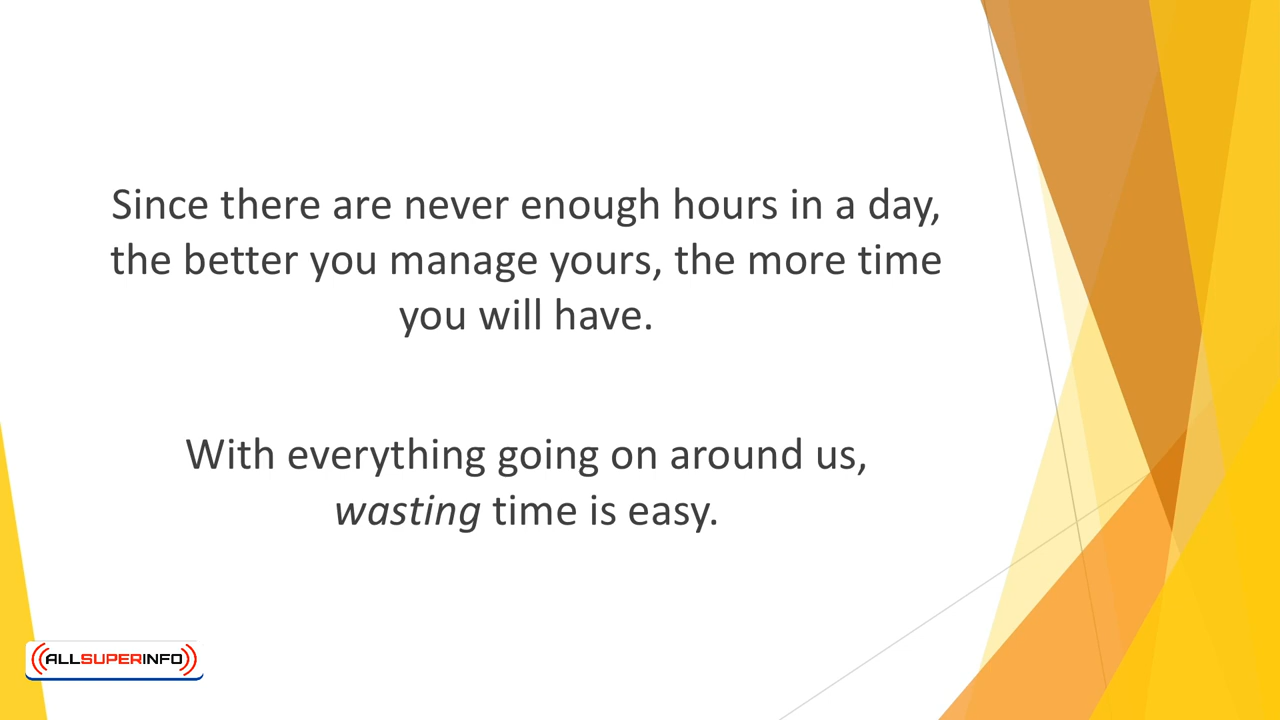 Since there are never enough hours in a day,
the better you manage yours, the more time
you will have.
With everything going on around us,
wasting time is easy.
ALLSUPERINFO